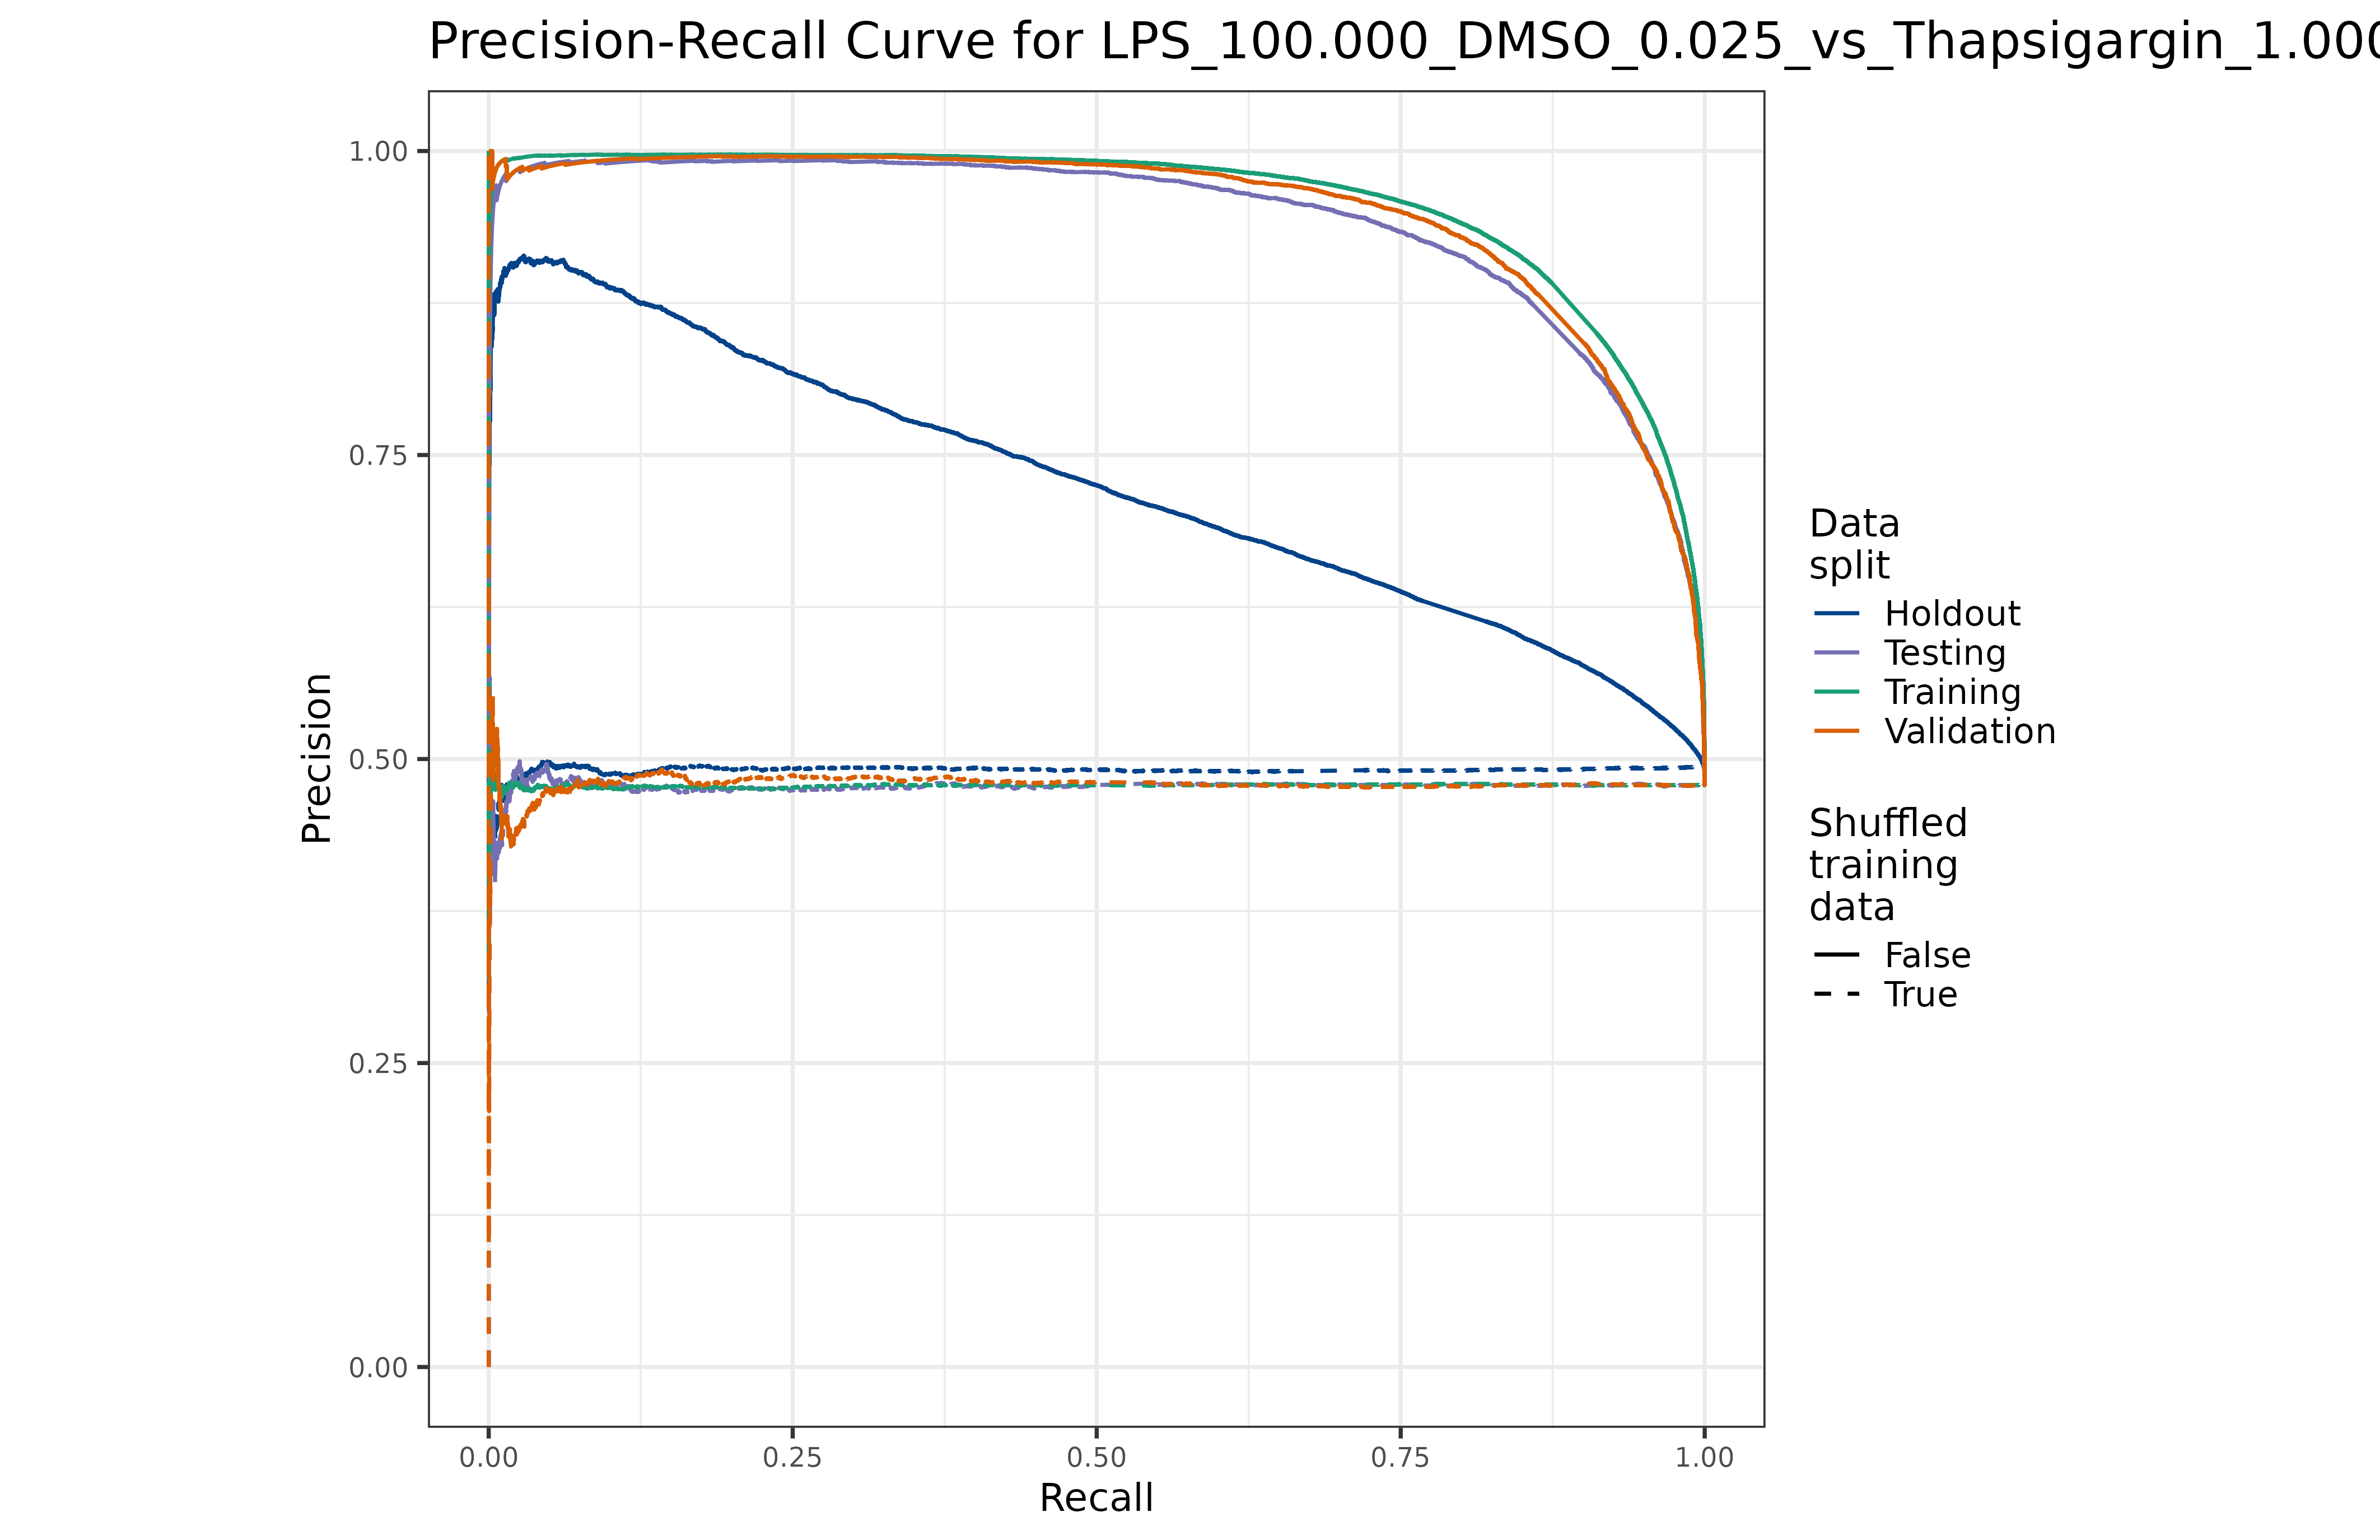 Precision-Recall Curve for LPS_100.000_DMSO_0.025_vs_Thapsigargin_1.000
1.00
0.75
0.50
0.25
0.00
Precision
0.00 0.25 0.50 0.75 1.00
Recall
Data
split
Holdout
Testing
Training
Validation
Shuffled
training
data
False
True